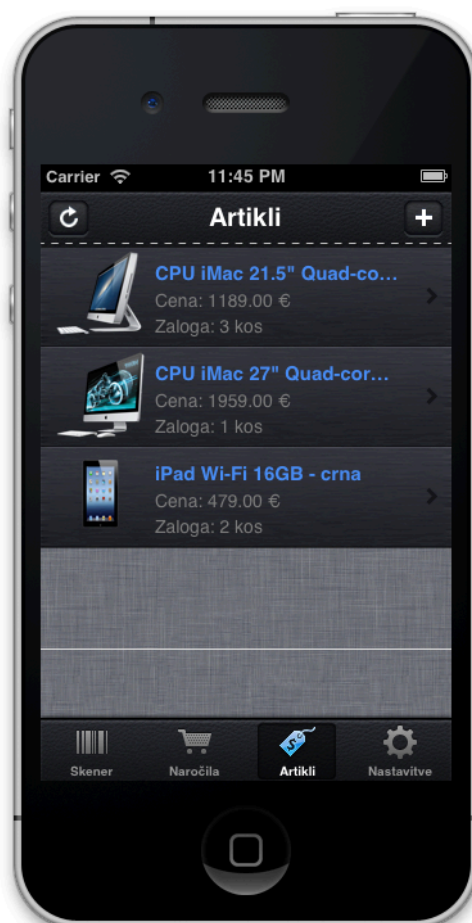 Carrier 11:45 PM
Artikli +
CPU iMac 21.5" Quad-co...
Cena: 1189.00 €
Zaloga: 3 kos
CPU iMac 27" Quad-cor...
Cena: 1959.00 €
Zaloga: 1 kos
iPad Wi-Fi 16GB - crna
Cena: 479.00 €
Zaloga: 2 kos
Skener Naročila Artikli Nastavitve